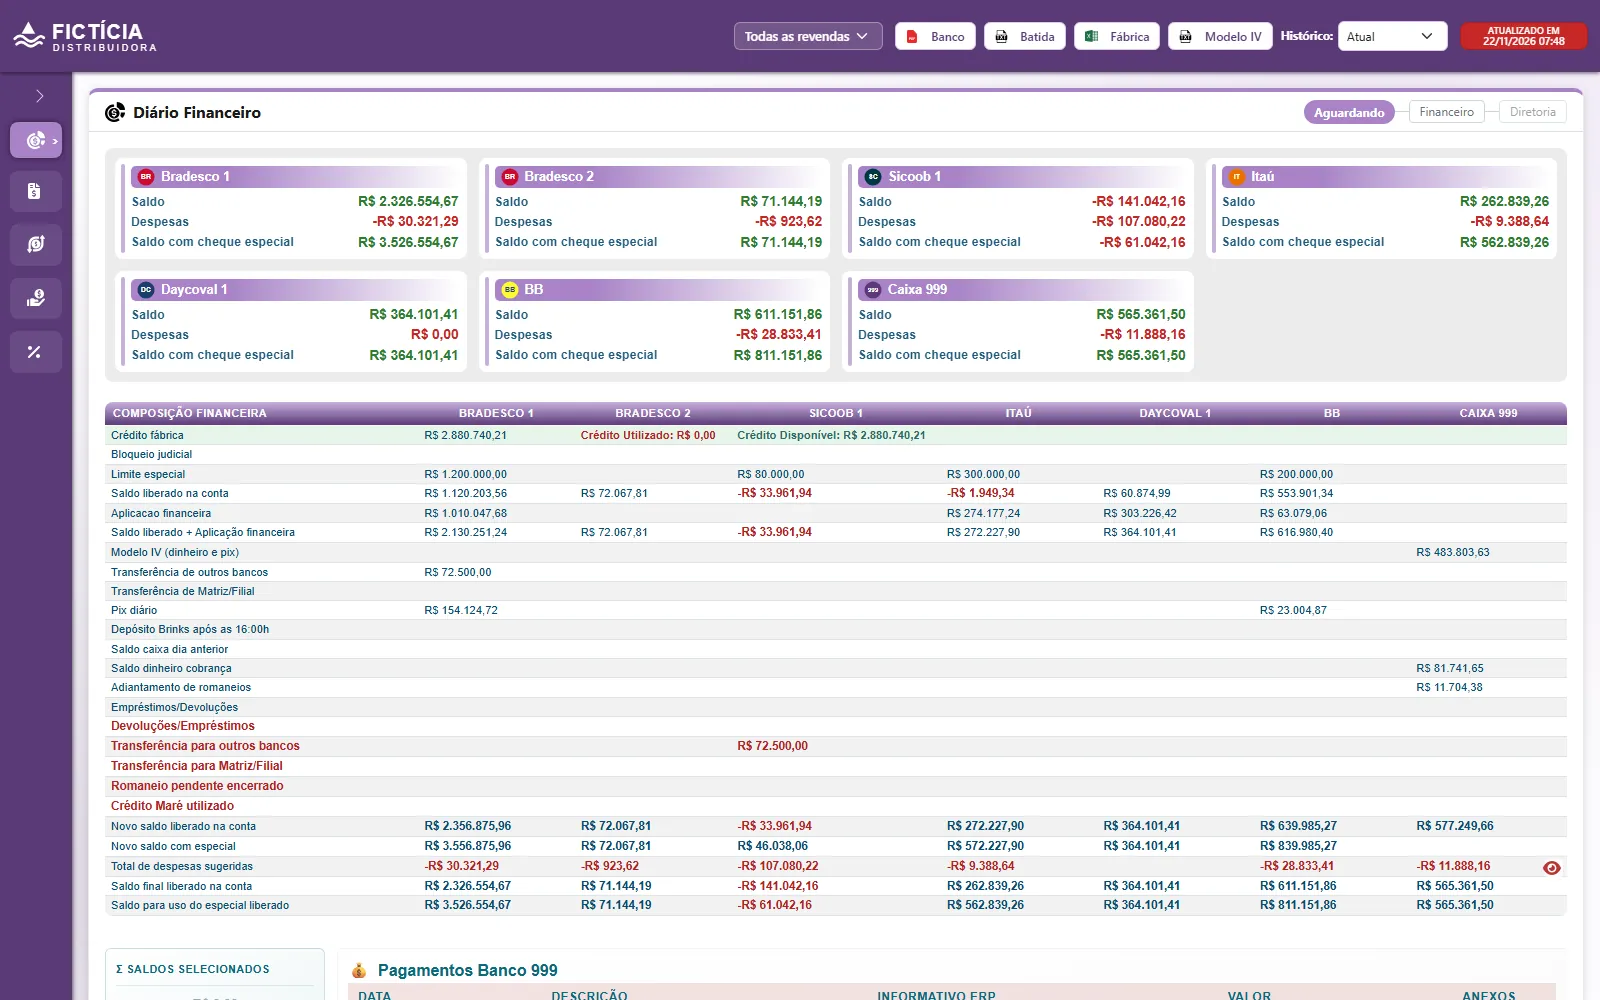 FICTÍCIA
DISTRIBUIDORA
Todas as revendas
Banco
Batida
Fábrica
Modelo IV
Histórico:
Atual
ATUALIZADO EM
22/11/2026 07:48
Diário Financeiro
Aguardando
Financeiro
Diretoria
BR Bradesco 1
Saldo R$ 2.326.554,67
Despesas -R$ 30.321,29
Saldo com cheque especial R$ 3.526.554,67
BR Bradesco 2
Saldo R$ 71.144,19
Despesas -R$ 923,62
Saldo com cheque especial R$ 71.144,19
SC Sicoob 1
Saldo -R$ 141.042,16
Despesas -R$ 107.080,22
Saldo com cheque especial -R$ 61.042,16
IT Itaú
Saldo R$ 262.839,26
Despesas -R$ 9.388,64
Saldo com cheque especial R$ 562.839,26
DC Daycoval 1
Saldo R$ 364.101,41
Despesas R$ 0,00
Saldo com cheque especial R$ 364.101,41
BB BB
Saldo R$ 611.151,86
Despesas -R$ 28.833,41
Saldo com cheque especial R$ 811.151,86
999 Caixa 999
Saldo R$ 565.361,50
Despesas -R$ 11.888,16
Saldo com cheque especial R$ 565.361,50
COMPOSIÇÃO FINANCEIRA BRADESCO 1 BRADESCO 2 SICOOB 1 ITAÚ DAYCOVAL 1 BB CAIXA 999
Crédito fábrica R$ 2.880.740,21 Crédito Utilizado: R$ 0,00 Crédito Disponível: R$ 2.880.740,21
Bloqueio judicial
Limite especial R$ 1.200.000,00 R$ 80.000,00 R$ 300.000,00 R$ 200.000,00
Saldo liberado na conta R$ 1.120.203,56 R$ 72.067,81 -R$ 33.961,94 -R$ 1.949,34 R$ 60.874,99 R$ 553.901,34
Aplicacao financeira R$ 1.010.047,68 R$ 274.177,24 R$ 303.226,42 R$ 63.079,06
Saldo liberado + Aplicação financeira R$ 2.130.251,24 R$ 72.067,81 -R$ 33.961,94 R$ 272.227,90 R$ 364.101,41 R$ 616.980,40
Modelo IV (dinheiro e pix) R$ 483.803,63
Transferência de outros bancos R$ 72.500,00
Transferência de Matriz/Filial
Pix diário R$ 154.124,72 R$ 23.004,87
Depósito Brinks após as 16:00h
Saldo caixa dia anterior
Saldo dinheiro cobrança R$ 81.741,65
Adiantamento de romaneios R$ 11.704,38
Empréstimos/Devoluções
Devoluções/Empréstimos
Transferência para outros bancos R$ 72.500,00
Transferência para Matriz/Filial
Romaneio pendente encerrado
Crédito Maré utilizado
Novo saldo liberado na conta R$ 2.356.875,96 R$ 72.067,81 -R$ 33.961,94 R$ 272.227,90 R$ 364.101,41 R$ 639.985,27 R$ 577.249,66
Novo saldo com especial R$ 3.556.875,96 R$ 72.067,81 R$ 46.038,06 R$ 572.227,90 R$ 364.101,41 R$ 839.985,27
Total de despesas sugeridas -R$ 30.321,29 -R$ 923,62 -R$ 107.080,22 -R$ 9.388,64 -R$ 28.833,41 -R$ 11.888,16
Saldo final liberado na conta R$ 2.326.554,67 R$ 71.144,19 -R$ 141.042,16 R$ 262.839,26 R$ 364.101,41 R$ 611.151,86 R$ 565.361,50
Saldo para uso do especial liberado R$ 3.526.554,67 R$ 71.144,19 -R$ 61.042,16 R$ 562.839,26 R$ 364.101,41 R$ 811.151,86 R$ 565.361,50
Σ SALDOS SELECIONADOS
Pagamentos Banco 999
DATA DESCRIÇÃO INFORMATIVO ERP VALOR ANEXOS